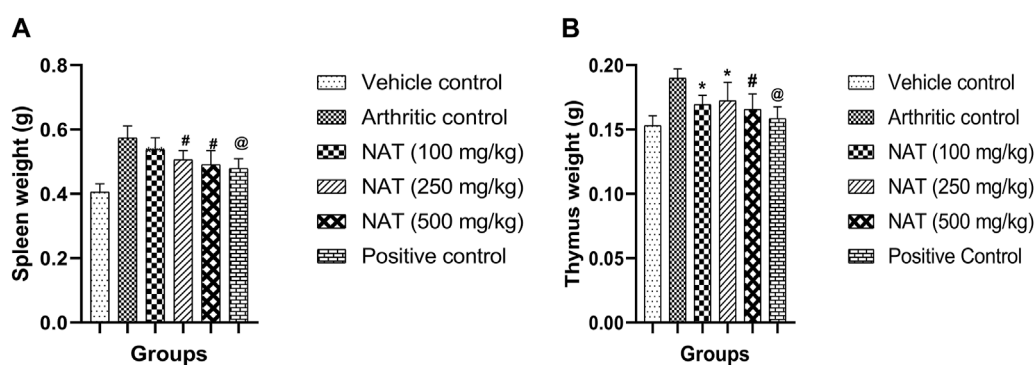 A
Spleen weight (g)
0.8
0.6
0.4
0.2
0.0
#
#
@
Groups
Vehicle control
Arthritic control
NAT (100 mg/kg)
NAT (250 mg/kg)
NAT (500 mg/kg)
Positive control
B
Thymus weight (g)
0.20
0.15
0.10
0.05
0.00
*
*
#
@
Groups
Vehicle control
Arthritic control
NAT (100 mg/kg)
NAT (250 mg/kg)
NAT (500 mg/kg)
Positive Control